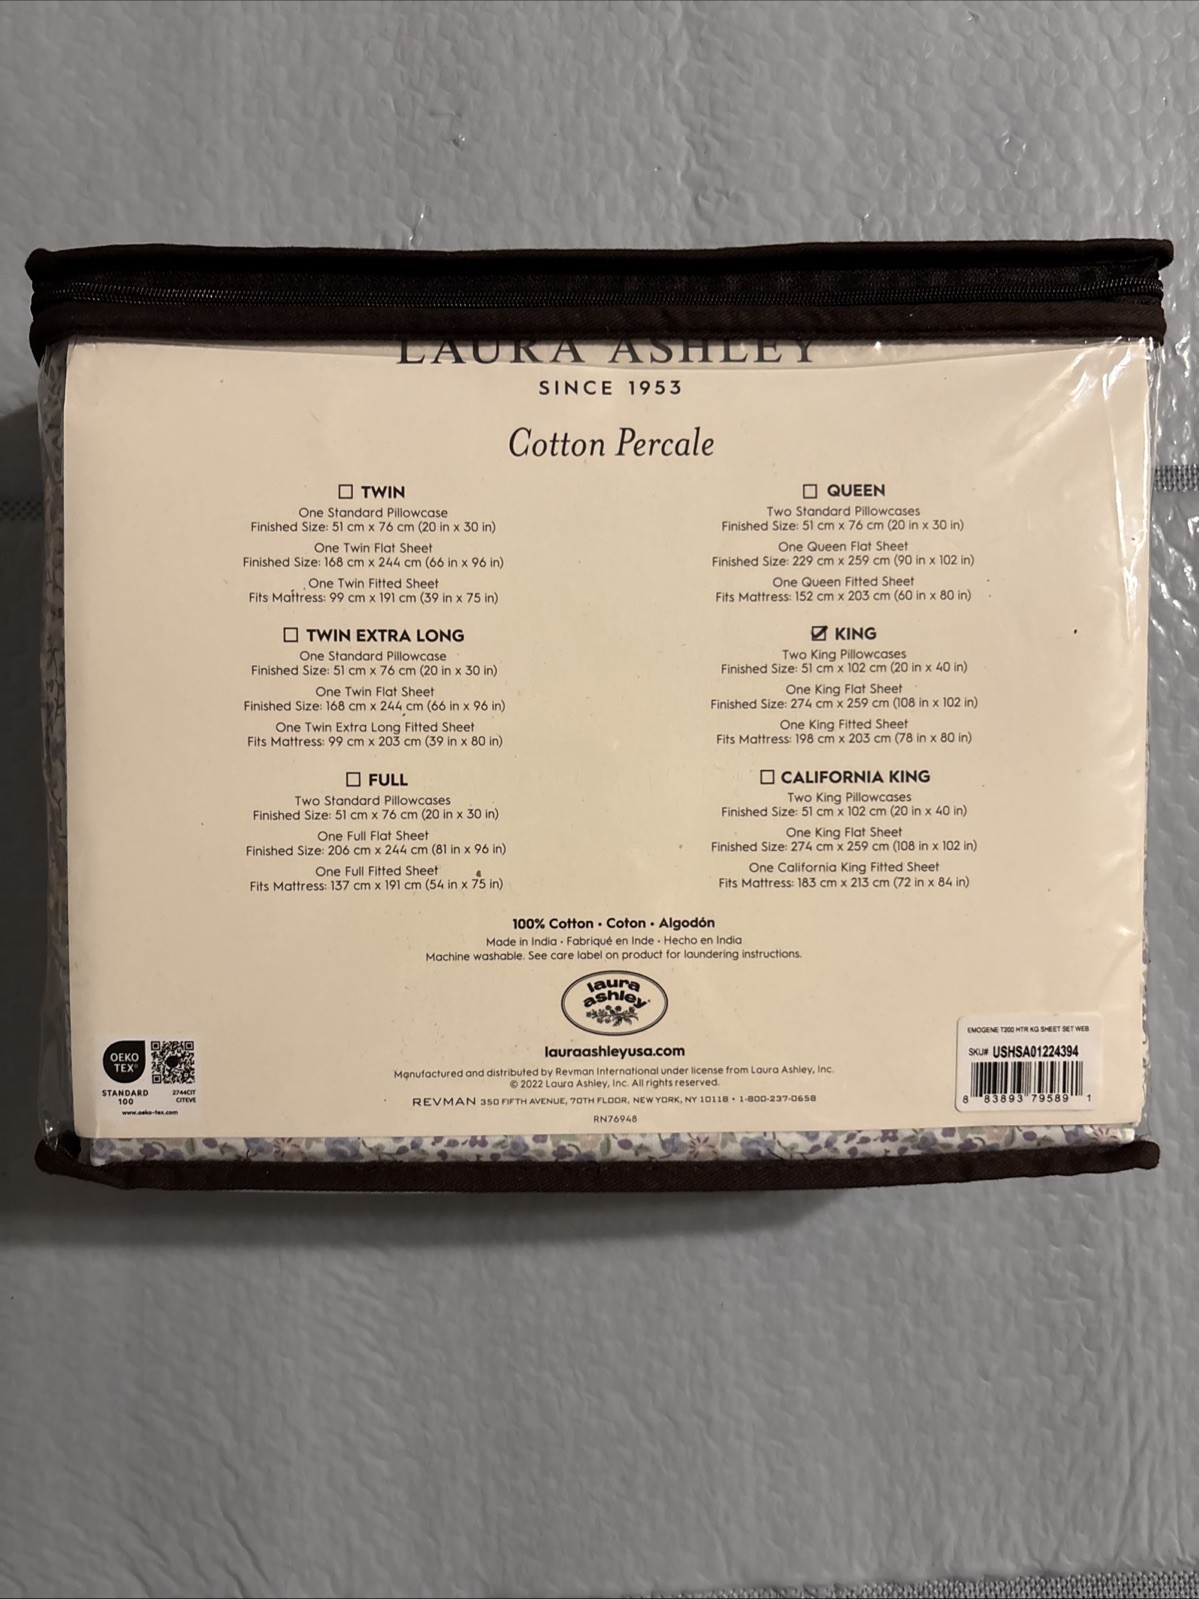 LAURA ASHLEY
SINCE 1953
Cotton Percale
TWIN
One Standard Pillowcase
Finished Size: 51 cm x 76 cm (20 in x 30 in)
One Twin Flat Sheet
Finished Size: 168 cm x 244 cm (66 in x 96 in)
One Twin Fitted Sheet
Fits Mattress: 99 cm x 191 cm (39 in x 75 in)
TWIN EXTRA LONG
One Standard Pillowcase
Finished Size: 51 cm x 76 cm (20 in x 30 in)
One Twin Flat Sheet
Finished Size: 168 cm x 244 cm (66 in x 96 in)
One Twin Extra Long Fitted Sheet
Fits Mattress: 99 cm x 203 cm (39 in x 80 in)
FULL
Two Standard Pillowcases
Finished Size: 51 cm x 76 cm (20 in x 30 in)
One Full Flat Sheet
Finished Size: 206 cm x 244 cm (81 in x 96 in)
One Full Fitted Sheet
Fits Mattress: 137 cm x 191 cm (54 in x 75 in)
QUEEN
Two Standard Pillowcases
Finished Size: 51 cm x 76 cm (20 in x 30 in)
One Queen Flat Sheet
Finished Size: 229 cm x 259 cm (90 in x 102 in)
One Queen Fitted Sheet
Fits Mattress: 152 cm x 203 cm (60 in x 80 in)
KING
Two King Pillowcases
Finished Size: 51 cm x 102 cm (20 in x 40 in)
One King Flat Sheet
Finished Size: 274 cm x 259 cm (108 in x 102 in)
One King Fitted Sheet
Fits Mattress: 198 cm x 203 cm (78 in x 80 in)
CALIFORNIA KING
Two King Pillowcases
Finished Size: 51 cm x 102 cm (20 in x 40 in)
One King Flat Sheet
Finished Size: 274 cm x 259 cm (108 in x 102 in)
One California King Fitted Sheet
Fits Mattress: 183 cm x 213 cm (72 in x 84 in)
100% Cotton • Coton • Algodón
Made in India • Fabriqué en Inde • Hecho en India
Machine washable. See care label on product for laundering instructions.
laura
ashley
lauraashleyusa.com
Manufactured and distributed by Revman International under license from Laura Ashley, Inc.
© 2022 Laura Ashley, Inc. All rights reserved.
REVMAN 350 FIFTH AVENUE, 70TH FLOOR, NEW YORK, NY 10118 • 1-800-237-0658
RN76948
OEKO
TEX®
STANDARD
100
2744CIT
CITEVE
www.oeko-tex.com
EMOGENE T200 HTR KG SHEET SET WEB
SKU# USHSA01224394
8 83893 79589 1